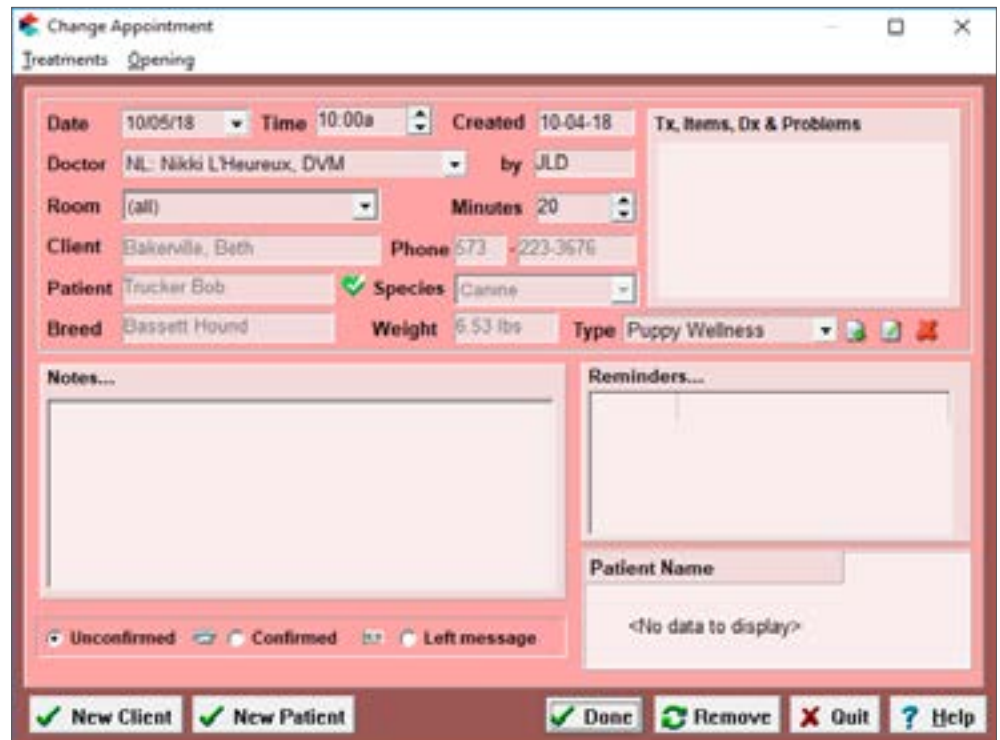 Change Appointment
Treatments Opening
Date 10/05/18 Time 10:00a Created 10-04-18 Tx, Items, Dx & Problems
Doctor NL: Nikki L'Heureux, DVM by JLD
Room (all) Minutes 20
Client Bakerville, Beth Phone 573 -223-3676
Patient Trucker Bob Species Canine
Breed Bassett Hound Weight 6.53 lbs Type Puppy Wellness
Notes... Reminders...
Patient Name
<No data to display>
Unconfirmed Confirmed Left message
New Client New Patient Done Remove Quit ? Help